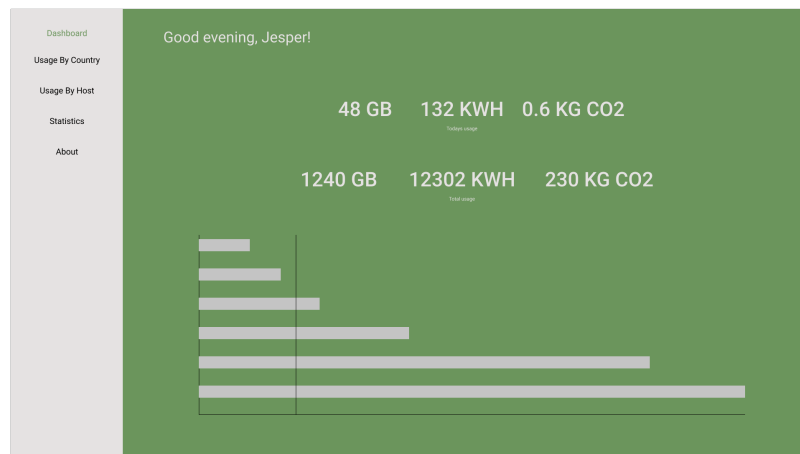 Dashboard
Usage By Country
Usage By Host
Statistics
About
Good evening, Jesper!
48 GB 132 KWH 0.6 KG CO2
Todays usage
1240 GB 12302 KWH 230 KG CO2
Total usage